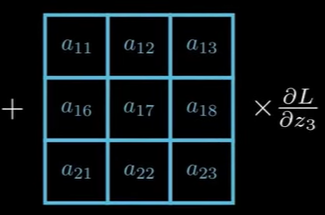 a₁₁ a₁₂ a₁₃
+ a₁₆ a₁₇ a₁₈ × ∂L/∂z₃
a₂₁ a₂₂ a₂₃